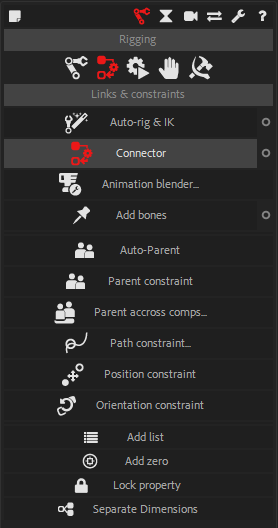 ?
Rigging
Links & constraints
Auto-rig & IK
Connector
Animation blender...
Add bones
Auto-Parent
Parent constraint
Parent accross comps...
Path constraint...
Position constraint
Orientation constraint
Add list
Add zero
Lock property
Separate Dimensions